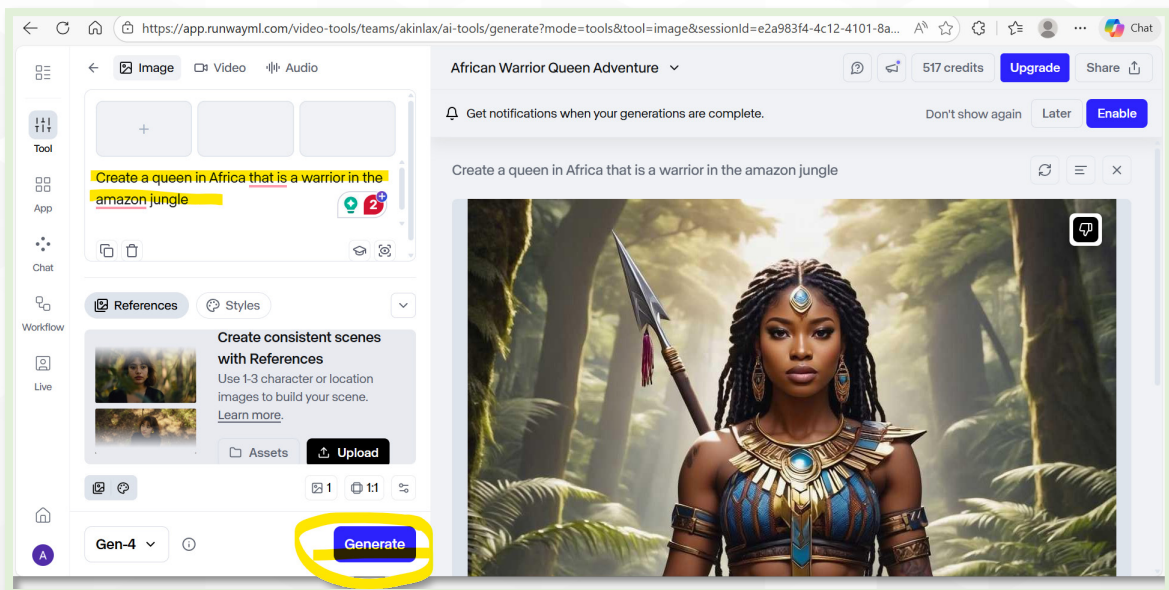 https://app.runwayml.com/video-tools/teams/akinlax/ai-tools/generate?mode=tools&tool=image&sessionId=e2a983f4-4c12-4101-8a...
Chat
Image
Video
Audio
African Warrior Queen Adventure
517 credits
Upgrade
Share
Get notifications when your generations are complete.
Don't show again
Later
Enable
Tool
App
Chat
Workflow
Live
A
Create a queen in Africa that is a warrior in the
amazon jungle
2
References
Styles
Create consistent scenes
with References
Use 1-3 character or location
images to build your scene.
Learn more.
Assets
Upload
1
1:1
Gen-4
Generate
Create a queen in Africa that is a warrior in the amazon jungle